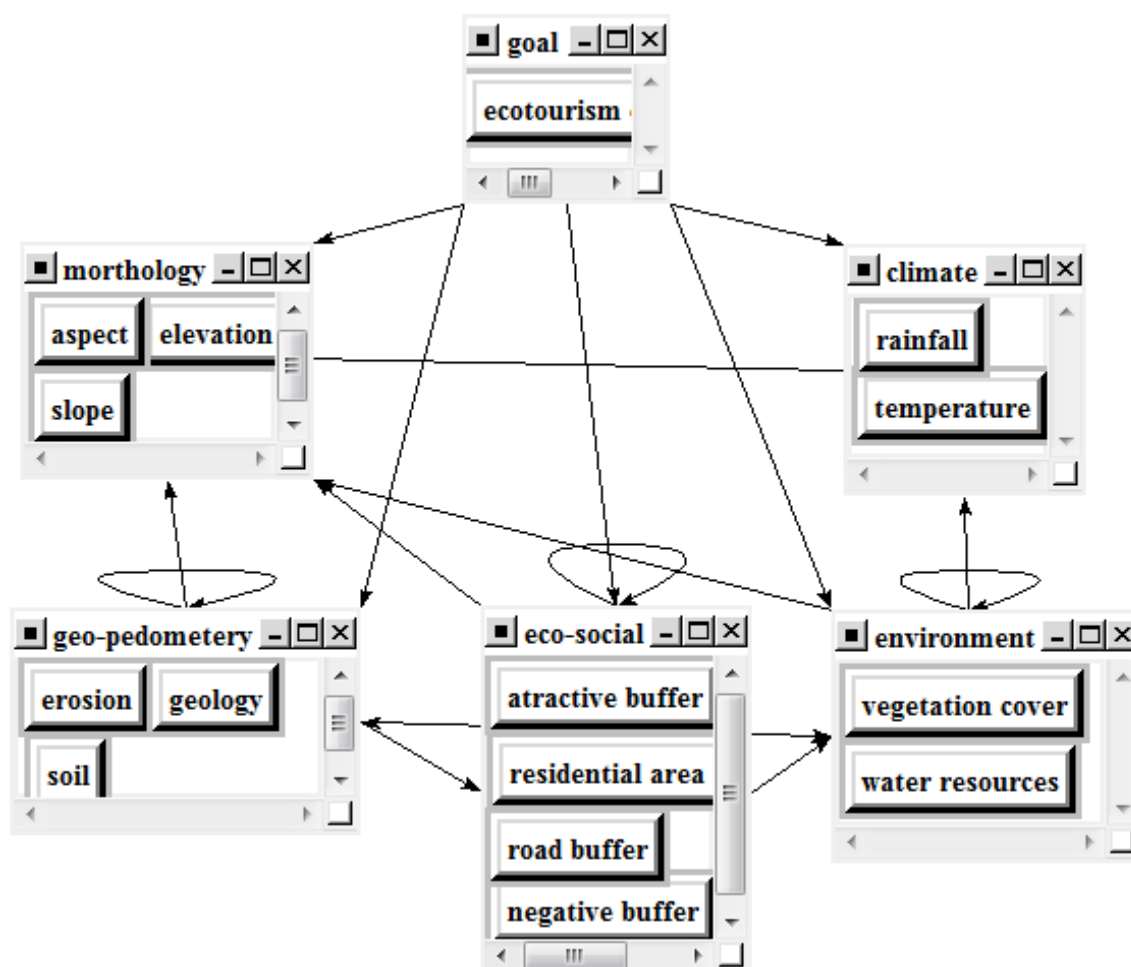 goal
ecotourism
morthology
aspect elevation
slope
climate
rainfall
temperature
geo-pedometery
erosion geology
soil
eco-social
atractive buffer
residential area
road buffer
negative buffer
environment
vegetation cover
water resources